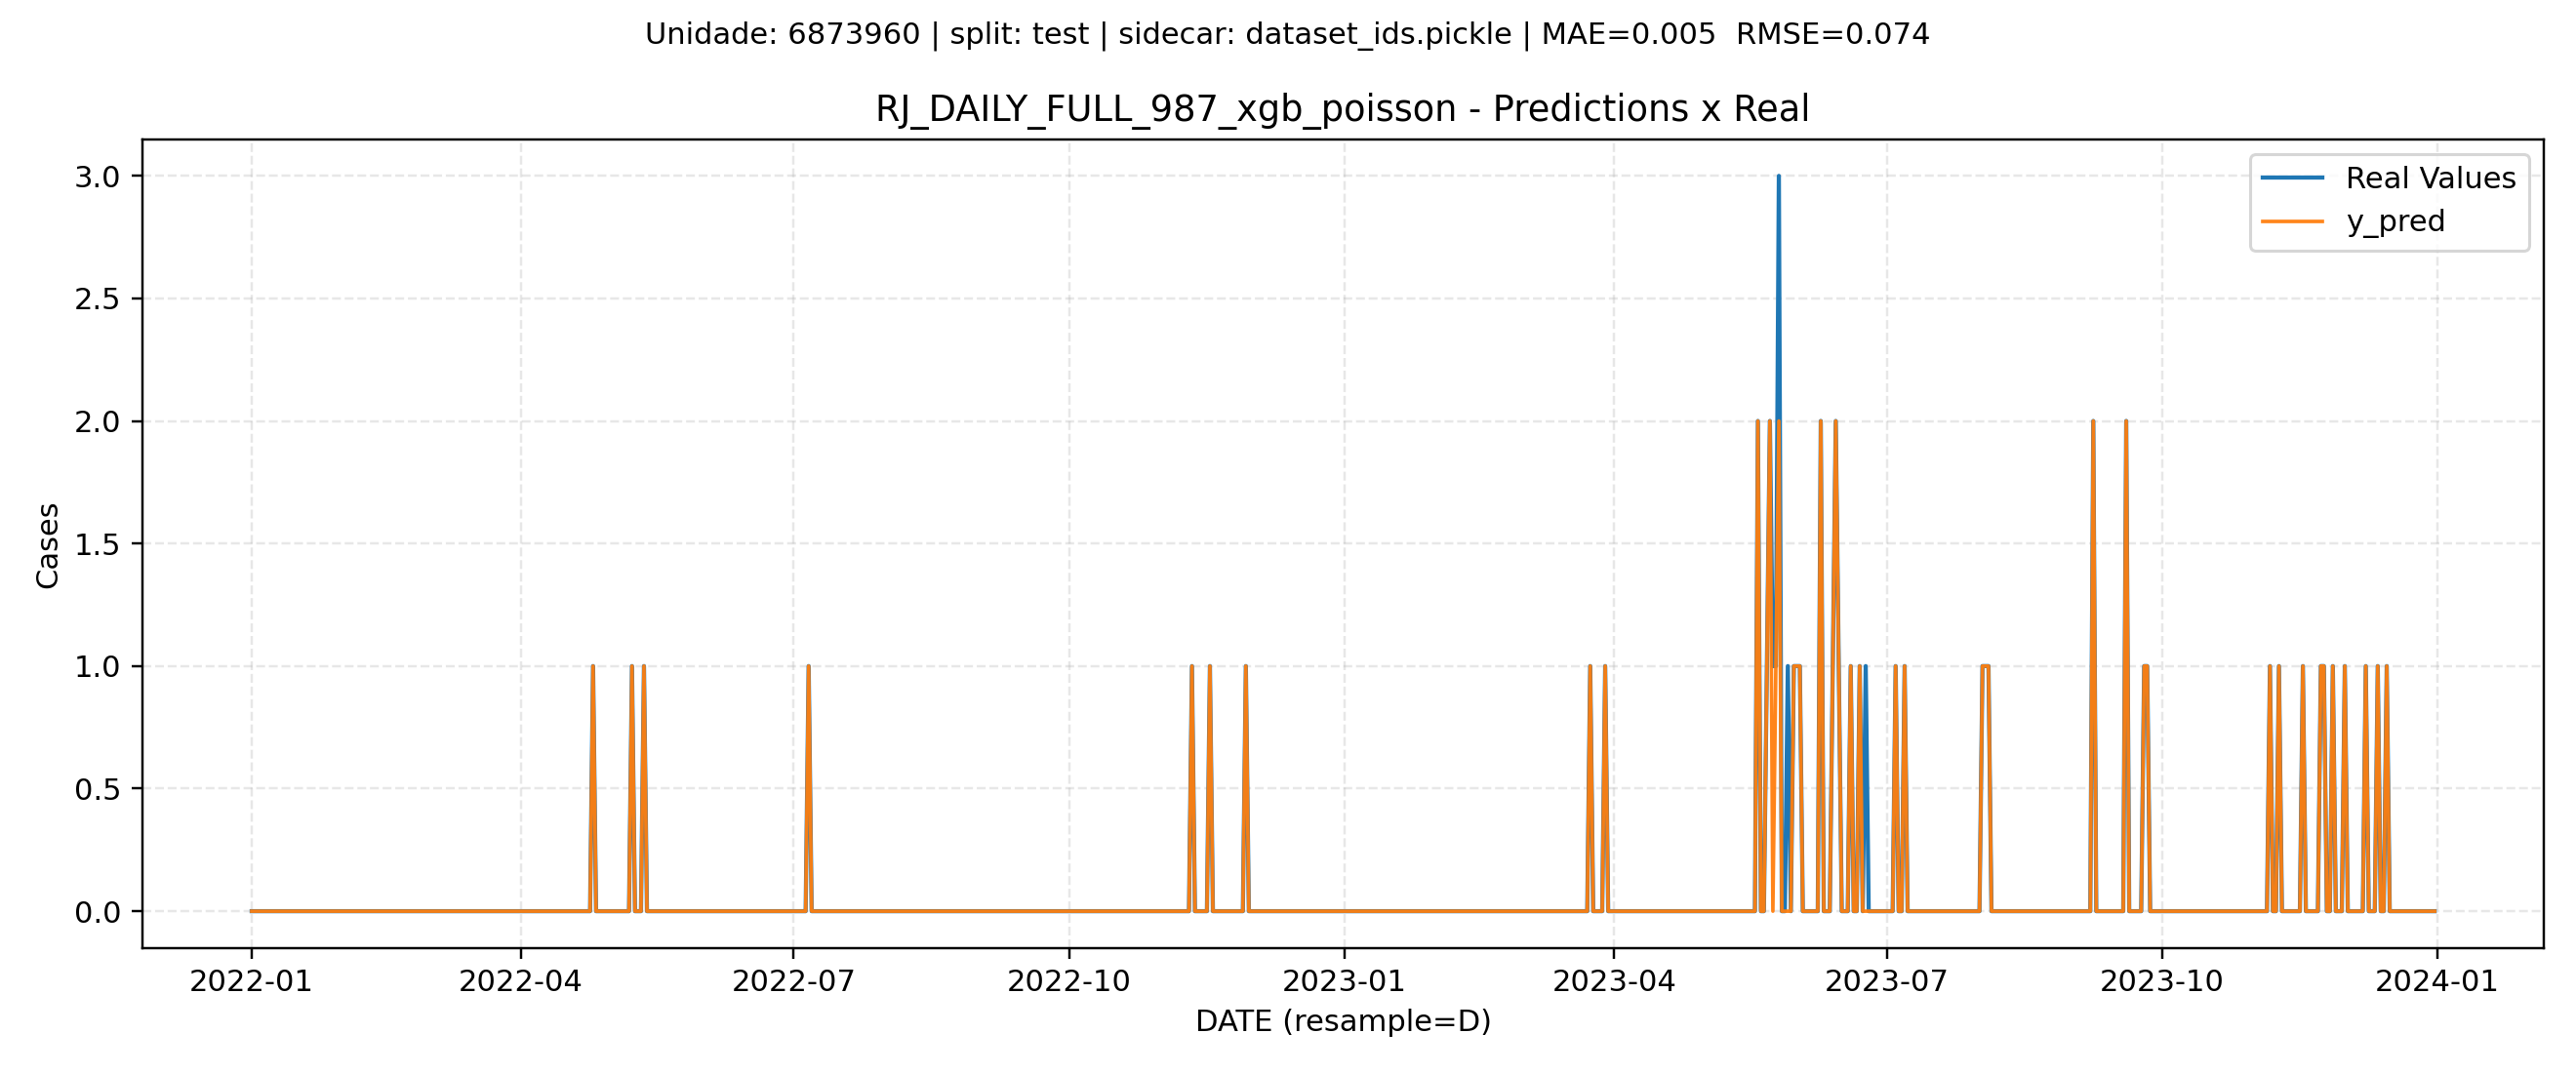 Unidade: 6873960 | split: test | sidecar: dataset_ids.pickle | MAE=0.005  RMSE=0.074
RJ_DAILY_FULL_987_xgb_poisson - Predictions x Real
Real Values
y_pred
3.0
2.5
2.0
1.5
1.0
0.5
0.0
Cases
2022-01
2022-04
2022-07
2022-10
2023-01
2023-04
2023-07
2023-10
2024-01
DATE (resample=D)